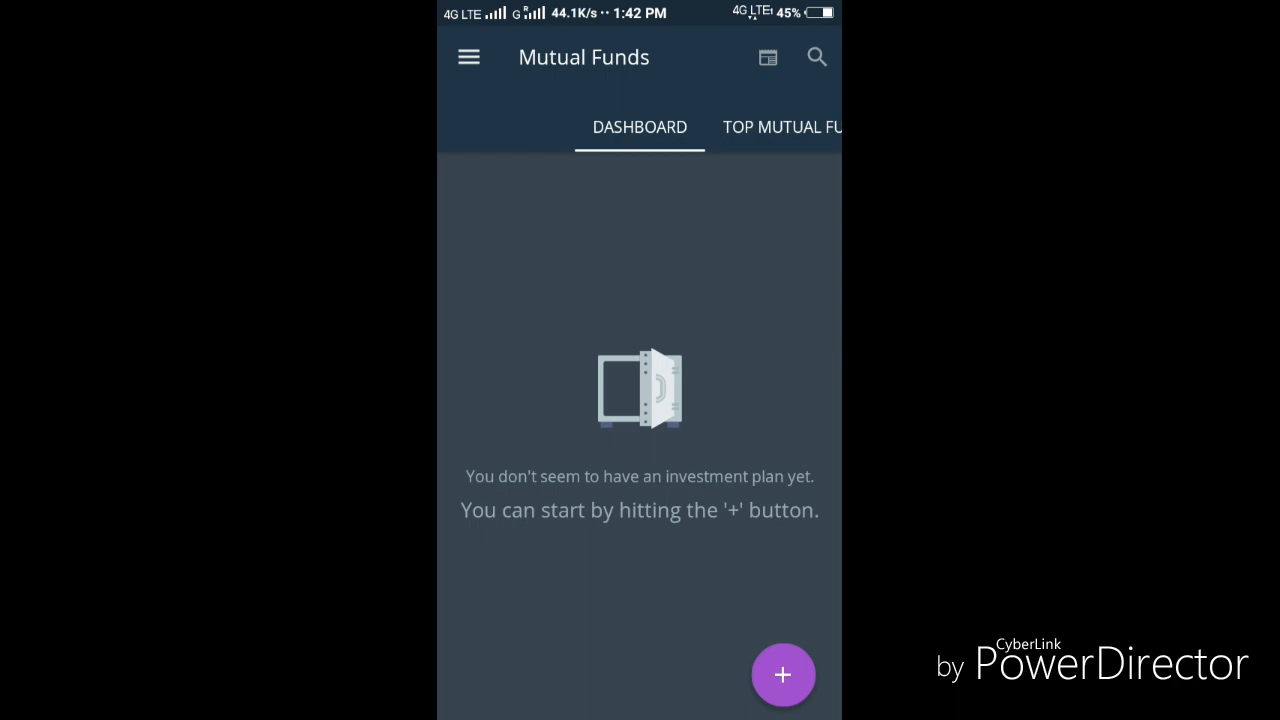 4G LTE G R 44.1K/s ·· 1:42 PM 4G LTE 45%
Mutual Funds
DASHBOARD TOP MUTUAL FU
You don't seem to have an investment plan yet.
You can start by hitting the '+' button.
+
CyberLink
by PowerDirector